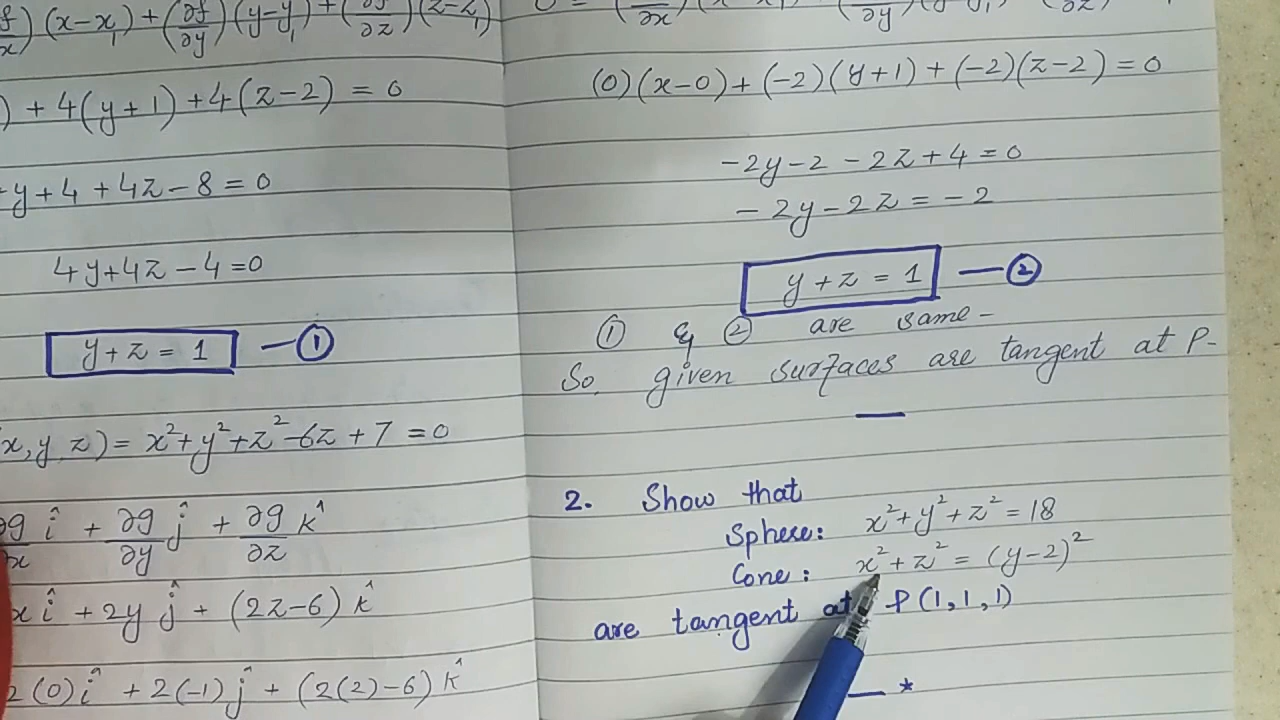 (x-x₁) + (∂f/∂y)(y-y₁) + (∂f/∂z)(z-z₁)
) + 4(y+1) + 4(z-2) = 0
y + 4 + 4z - 8 = 0
4y + 4z - 4 = 0
y + z = 1 — ①
x, y z) = x² + y² + z² - 6z + 7 = 0
∂g/∂x î + ∂g/∂y ĵ + ∂g/∂z k̂
x î + 2y ĵ + (2z-6) k̂
2(0) î + 2(-1) ĵ + (2(2)-6) k̂
(0)(x-0) + (-2)(y+1) + (-2)(z-2) = 0
-2y - 2 - 2z + 4 = 0
-2y - 2z = -2
y + z = 1 — ②
① & ② are same-
So, given surfaces are tangent at P-
2. Show that
Sphere: x² + y² + z² = 18
Cone: x² + z² = (y-2)²
are tangent at P(1, 1, 1)
— *